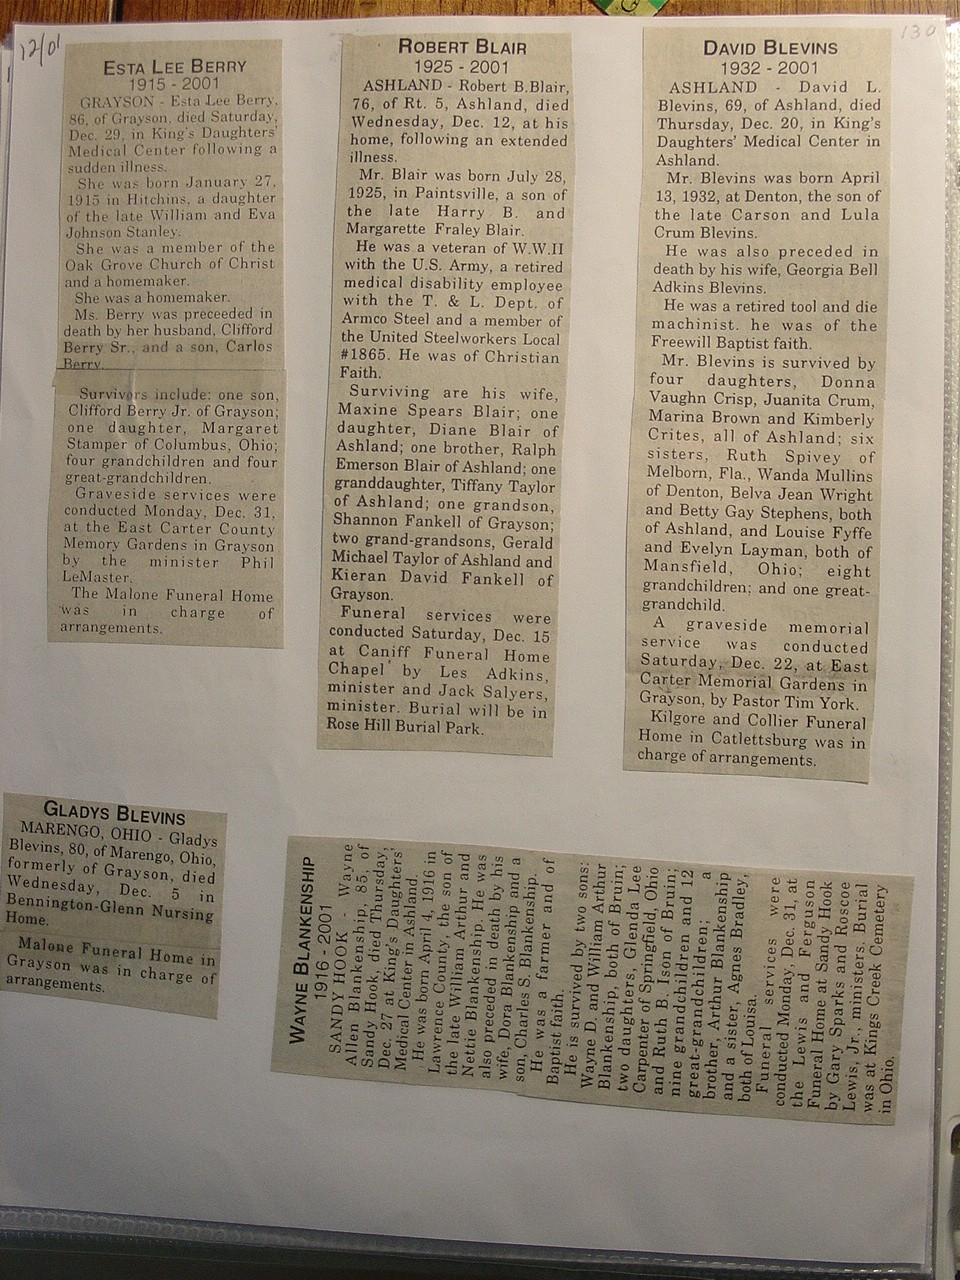 12/01
130
ESTA LEE BERRY
1915 - 2001
GRAYSON - Esta Lee Berry,
86, of Grayson, died Saturday,
Dec. 29, in King's Daughters'
Medical Center following a
sudden illness.
She was born January 27,
1915 in Hitchins, a daughter
of the late William and Eva
Johnson Stanley.
She was a member of the
Oak Grove Church of Christ
and a homemaker.
She was a homemaker.
Ms. Berry was preceeded in
death by her husband, Clifford
Berry Sr., and a son, Carlos
Berry.
Survivors include: one son,
Clifford Berry Jr. of Grayson;
one daughter, Margaret
Stamper of Columbus, Ohio;
four grandchildren and four
great-grandchildren.
Graveside services were
conducted Monday, Dec. 31,
at the East Carter County
Memory Gardens in Grayson
by the minister Phil
LeMaster.
The Malone Funeral Home
was in charge of
arrangements.
ROBERT BLAIR
1925 - 2001
ASHLAND - Robert B.Blair,
76, of Rt. 5, Ashland, died
Wednesday, Dec. 12, at his
home, following an extended
illness.
Mr. Blair was born July 28,
1925, in Paintsville, a son of
the late Harry B. and
Margarette Fraley Blair.
He was a veteran of W.W.II
with the U.S. Army, a retired
medical disability employee
with the T. & L. Dept. of
Armco Steel and a member of
the United Steelworkers Local
#1865. He was of Christian
Faith.
Surviving are his wife,
Maxine Spears Blair; one
daughter, Diane Blair of
Ashland; one brother, Ralph
Emerson Blair of Ashland; one
granddaughter, Tiffany Taylor
of Ashland; one grandson,
Shannon Fankell of Grayson;
two grand-grandsons, Gerald
Michael Taylor of Ashland and
Kieran David Fankell of
Grayson.
Funeral services were
conducted Saturday, Dec. 15
at Caniff Funeral Home
Chapel by Les Adkins,
minister and Jack Salyers,
minister. Burial will be in
Rose Hill Burial Park.
DAVID BLEVINS
1932 - 2001
ASHLAND - David L.
Blevins, 69, of Ashland, died
Thursday, Dec. 20, in King's
Daughters' Medical Center in
Ashland.
Mr. Blevins was born April
13, 1932, at Denton, the son of
the late Carson and Lula
Crum Blevins.
He was also preceded in
death by his wife, Georgia Bell
Adkins Blevins.
He was a retired tool and die
machinist. he was of the
Freewill Baptist faith.
Mr. Blevins is survived by
four daughters, Donna
Vaughn Crisp, Juanita Crum,
Marina Brown and Kimberly
Crites, all of Ashland; six
sisters, Ruth Spivey of
Melborn, Fla., Wanda Mullins
of Denton, Belva Jean Wright
and Betty Gay Stephens, both
of Ashland, and Louise Fyffe
and Evelyn Layman, both of
Mansfield, Ohio; eight
grandchildren; and one great-
grandchild.
A graveside memorial
service was conducted
Saturday, Dec. 22, at East
Carter Memorial Gardens in
Grayson, by Pastor Tim York.
Kilgore and Collier Funeral
Home in Catlettsburg was in
charge of arrangements.
GLADYS BLEVINS
MARENGO, OHIO - Gladys
Blevins, 80, of Marengo, Ohio,
formerly of Grayson, died
Wednesday, Dec. 5 in
Bennington-Glenn Nursing
Home.
Malone Funeral Home in
Grayson was in charge of
arrangements.
WAYNE BLANKENSHIP
1916 - 2001
SANDY HOOK - Wayne
Allen Blankenship, 85, of
Sandy Hook, died Thursday,
Dec. 27 at King's Daughters'
Medical Center in Ashland.
He was born April 4, 1916 in
Lawrence County, the son of
the late William Arthur and
Nettie Blankenship. He was
also preceded in death by his
wife, Dora Blankenship and a
son, Charles S. Blankenship.
He was a farmer and of
Baptist faith.
He is survived by two sons:
Wayne D. and William Arthur
Blankenship, both of Bruin;
two daughters, Glenda Lee
Carpenter of Springfield, Ohio
and Ruth B. Ison of Bruin;
nine grandchildren and 12
great-grandchildren; a
brother, Arthur Blankenship
and a sister, Agnes Bradley,
both of Louisa.
Funeral services were
conducted Monday, Dec. 31, at
the Lewis and Ferguson
Funeral Home at Sandy Hook
by Gary Sparks and Roscoe
Lewis, Jr., ministers. Burial
was at Kings Creek Cemetery
in Ohio.